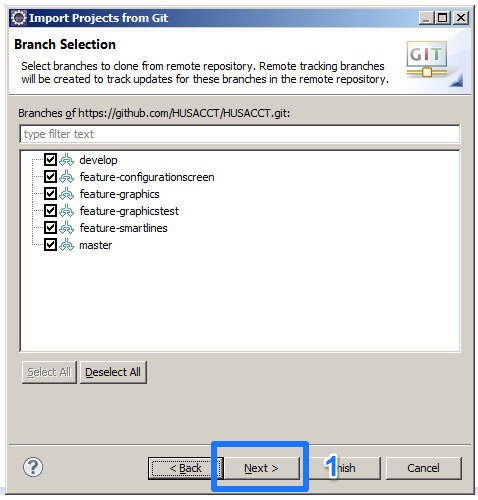 Import Projects from Git
Branch Selection
Select branches to clone from remote repository. Remote tracking branches
will be created to track updates for these branches in the remote repository.
GIT
Branches of https://github.com/HUSACCT/HUSACCT.git:
type filter text
develop
feature-configurationscreen
feature-graphics
feature-graphicstest
feature-smartlines
master
Select All Deselect All
? < Back Next > 1 inish Cancel